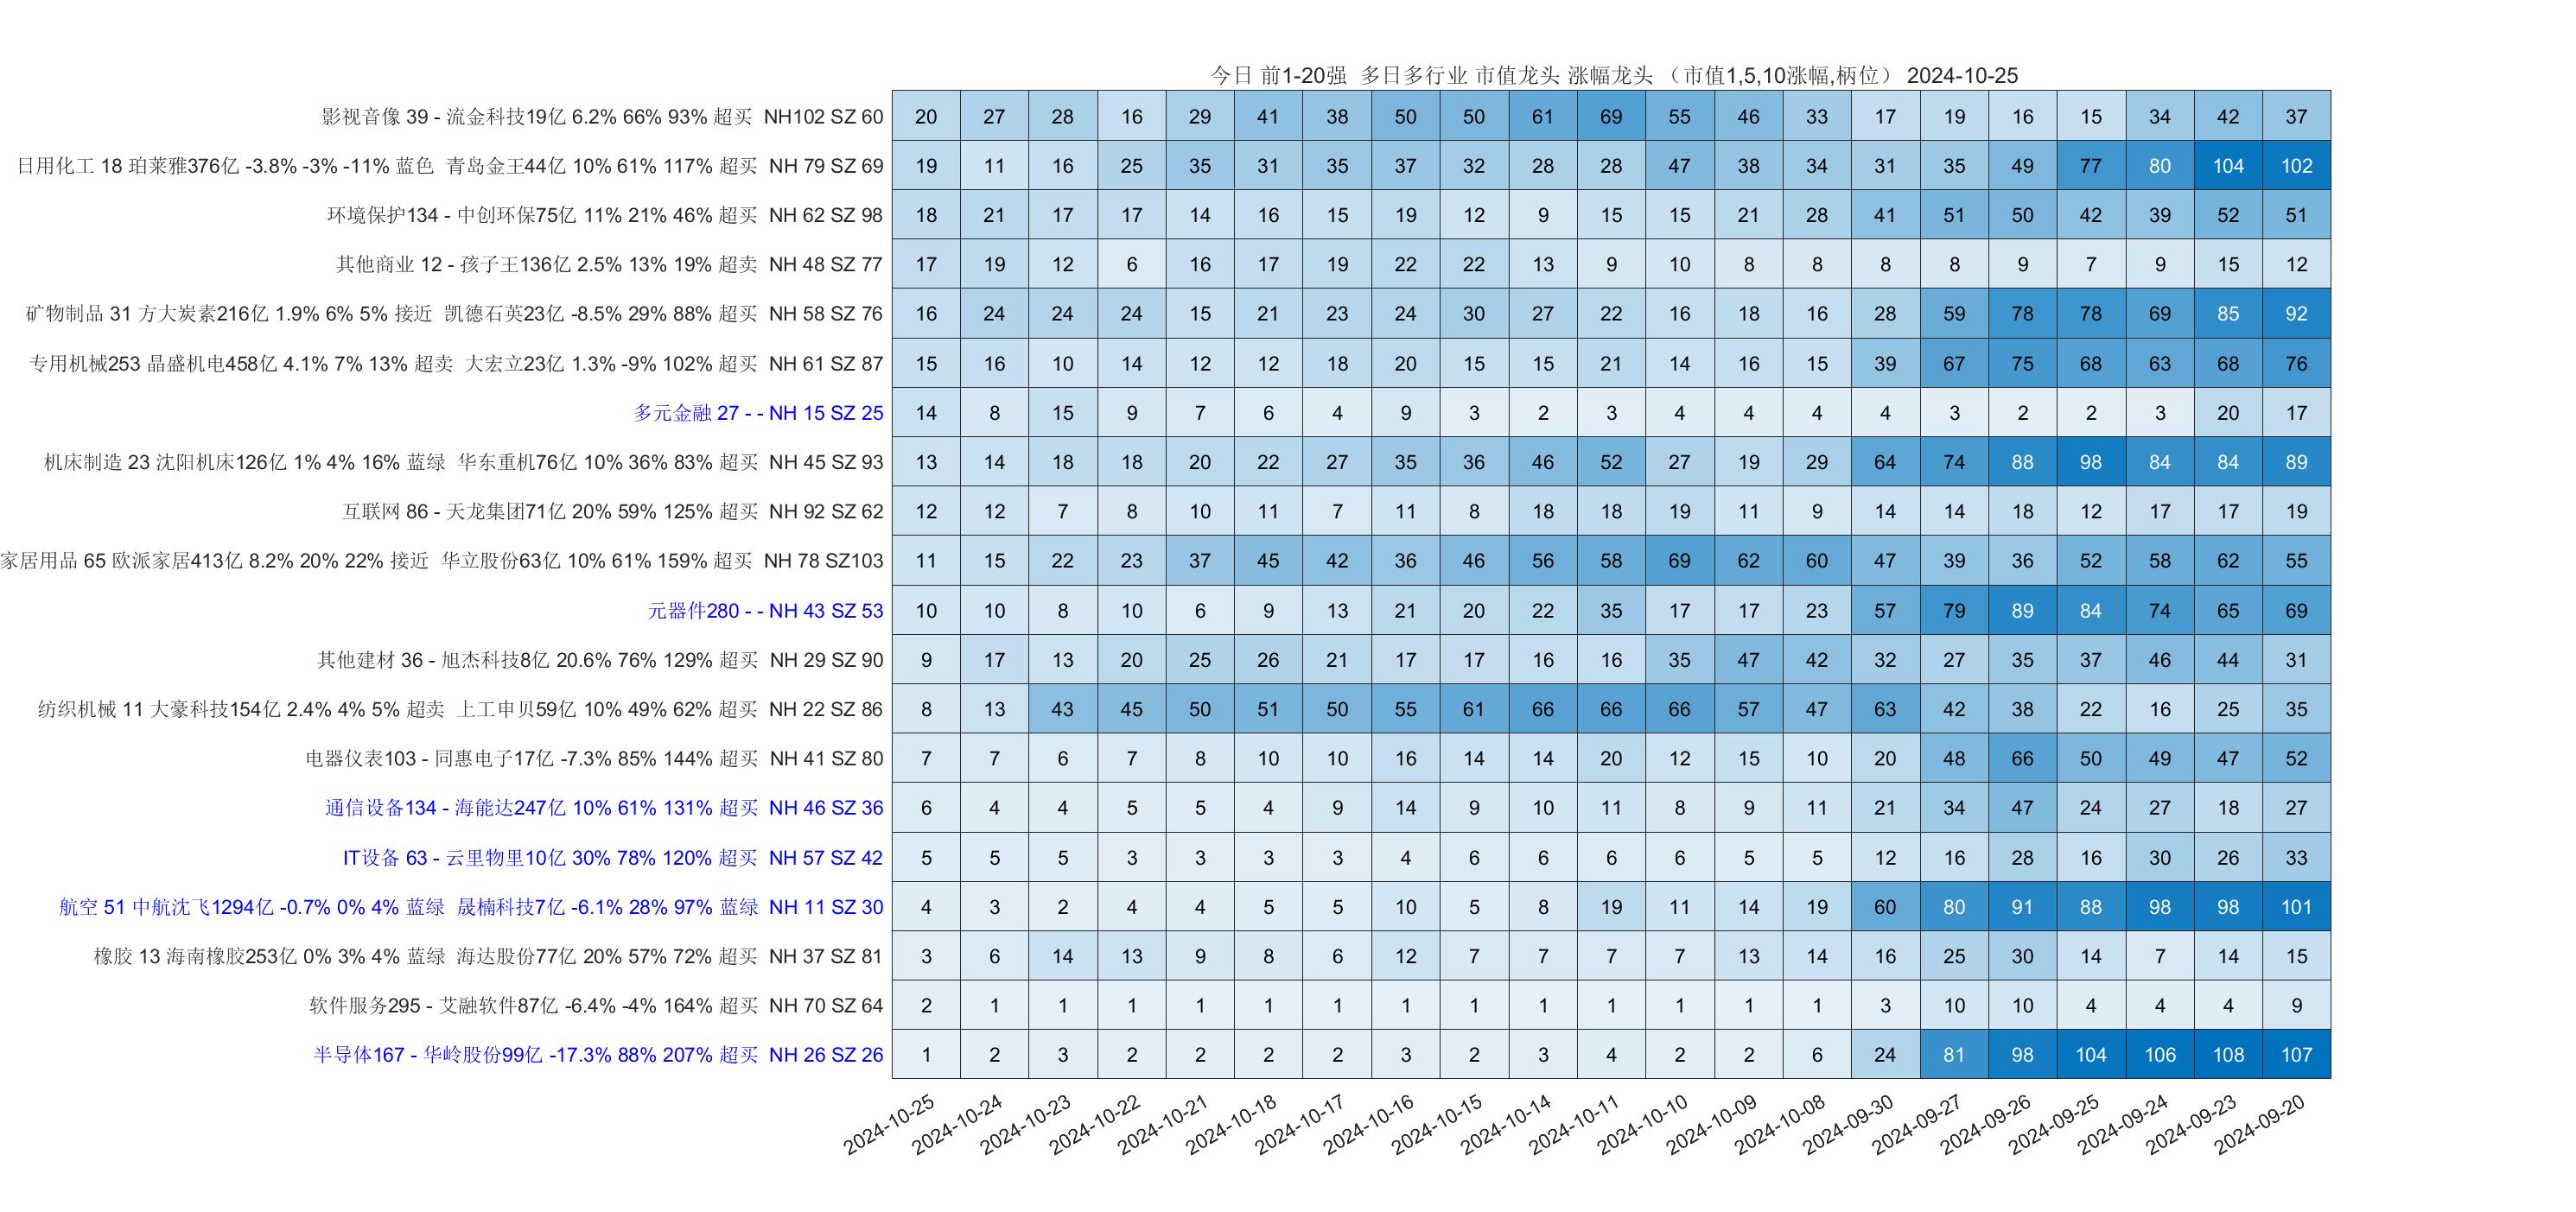 今日 前1-20强 多日多行业 市值龙头 涨幅龙头 （市值1,5,10涨幅,柄位） 2024-10-25
影视音像 39 - 流金科技19亿 6.2% 66% 93% 超买 NH102 SZ 60 20 27 28 16 29 41 38 50 50 61 69 55 46 33 17 19 16 15 34 42 37
日用化工 18 珀莱雅376亿 -3.8% -3% -11% 蓝色 青岛金王44亿 10% 61% 117% 超买 NH 79 SZ 69 19 11 16 25 35 31 35 37 32 28 28 47 38 34 31 35 49 77 80 104 102
环境保护134 - 中创环保75亿 11% 21% 46% 超买 NH 62 SZ 98 18 21 17 17 14 16 15 19 12 9 15 15 21 28 41 51 50 42 39 52 51
其他商业 12 - 孩子王136亿 2.5% 13% 19% 超卖 NH 48 SZ 77 17 19 12 6 16 17 19 22 22 13 9 10 8 8 8 8 9 7 9 15 12
矿物制品 31 方大炭素216亿 1.9% 6% 5% 接近 凯德石英23亿 -8.5% 29% 88% 超买 NH 58 SZ 76 16 24 24 24 15 21 23 24 30 27 22 16 18 16 28 59 78 78 69 85 92
专用机械253 晶盛机电458亿 4.1% 7% 13% 超卖 大宏立23亿 1.3% -9% 102% 超买 NH 61 SZ 87 15 16 10 14 12 12 18 20 15 15 21 14 16 15 39 67 75 68 63 68 76
多元金融 27 - - NH 15 SZ 25 14 8 15 9 7 6 4 9 3 2 3 4 4 4 4 3 2 2 3 20 17
机床制造 23 沈阳机床126亿 1% 4% 16% 蓝绿 华东重机76亿 10% 36% 83% 超买 NH 45 SZ 93 13 14 18 18 20 22 27 35 36 46 52 27 19 29 64 74 88 98 84 84 89
互联网 86 - 天龙集团71亿 20% 59% 125% 超买 NH 92 SZ 62 12 12 7 8 10 11 7 11 8 18 18 19 11 9 14 14 18 12 17 17 19
家居用品 65 欧派家居413亿 8.2% 20% 22% 接近 华立股份63亿 10% 61% 159% 超买 NH 78 SZ103 11 15 22 23 37 45 42 36 46 56 58 69 62 60 47 39 36 52 58 62 55
元器件280 - - NH 43 SZ 53 10 10 8 10 6 9 13 21 20 22 35 17 17 23 57 79 89 84 74 65 69
其他建材 36 - 旭杰科技8亿 20.6% 76% 129% 超买 NH 29 SZ 90 9 17 13 20 25 26 21 17 17 16 16 35 47 42 32 27 35 37 46 44 31
纺织机械 11 大豪科技154亿 2.4% 4% 5% 超卖 上工申贝59亿 10% 49% 62% 超买 NH 22 SZ 86 8 13 43 45 50 51 50 55 61 66 66 66 57 47 63 42 38 22 16 25 35
电器仪表103 - 同惠电子17亿 -7.3% 85% 144% 超买 NH 41 SZ 80 7 7 6 7 8 10 10 16 14 14 20 12 15 10 20 48 66 50 49 47 52
通信设备134 - 海能达247亿 10% 61% 131% 超买 NH 46 SZ 36 6 4 4 5 5 4 9 14 9 10 11 8 9 11 21 34 47 24 27 18 27
IT设备 63 - 云里物里10亿 30% 78% 120% 超买 NH 57 SZ 42 5 5 5 3 3 3 3 4 6 6 6 6 5 5 12 16 28 16 30 26 33
航空 51 中航沈飞1294亿 -0.7% 0% 4% 蓝绿 晟楠科技7亿 -6.1% 28% 97% 蓝绿 NH 11 SZ 30 4 3 2 4 4 5 5 10 5 8 19 11 14 19 60 80 91 88 98 98 101
橡胶 13 海南橡胶253亿 0% 3% 4% 蓝绿 海达股份77亿 20% 57% 72% 超买 NH 37 SZ 81 3 6 14 13 9 8 6 12 7 7 7 7 13 14 16 25 30 14 7 14 15
软件服务295 - 艾融软件87亿 -6.4% -4% 164% 超买 NH 70 SZ 64 2 1 1 1 1 1 1 1 1 1 1 1 1 1 3 10 10 4 4 4 9
半导体167 - 华岭股份99亿 -17.3% 88% 207% 超买 NH 26 SZ 26 1 2 3 2 2 2 2 3 2 3 4 2 2 6 24 81 98 104 106 108 107
2024-10-25 2024-10-24 2024-10-23 2024-10-22 2024-10-21 2024-10-18 2024-10-17 2024-10-16 2024-10-15 2024-10-14 2024-10-11 2024-10-10 2024-10-09 2024-10-08 2024-09-30 2024-09-27 2024-09-26 2024-09-25 2024-09-24 2024-09-23 2024-09-20